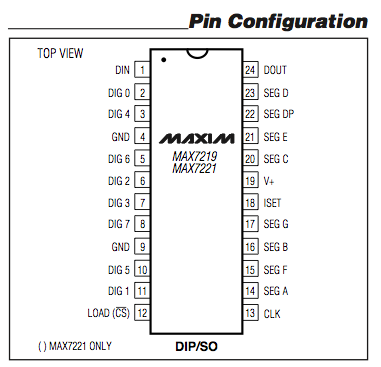 Pin Configuration
TOP VIEW
DIN 1
DIG 0 2
DIG 4 3
GND 4
DIG 6 5
DIG 2 6
DIG 3 7
DIG 7 8
GND 9
DIG 5 10
DIG 1 11
LOAD (C̅S̅) 12
MAXIM
MAX7219
MAX7221
24 DOUT
23 SEG D
22 SEG DP
21 SEG E
20 SEG C
19 V+
18 ISET
17 SEG G
16 SEG B
15 SEG F
14 SEG A
13 CLK
( ) MAX7221 ONLY
DIP/SO